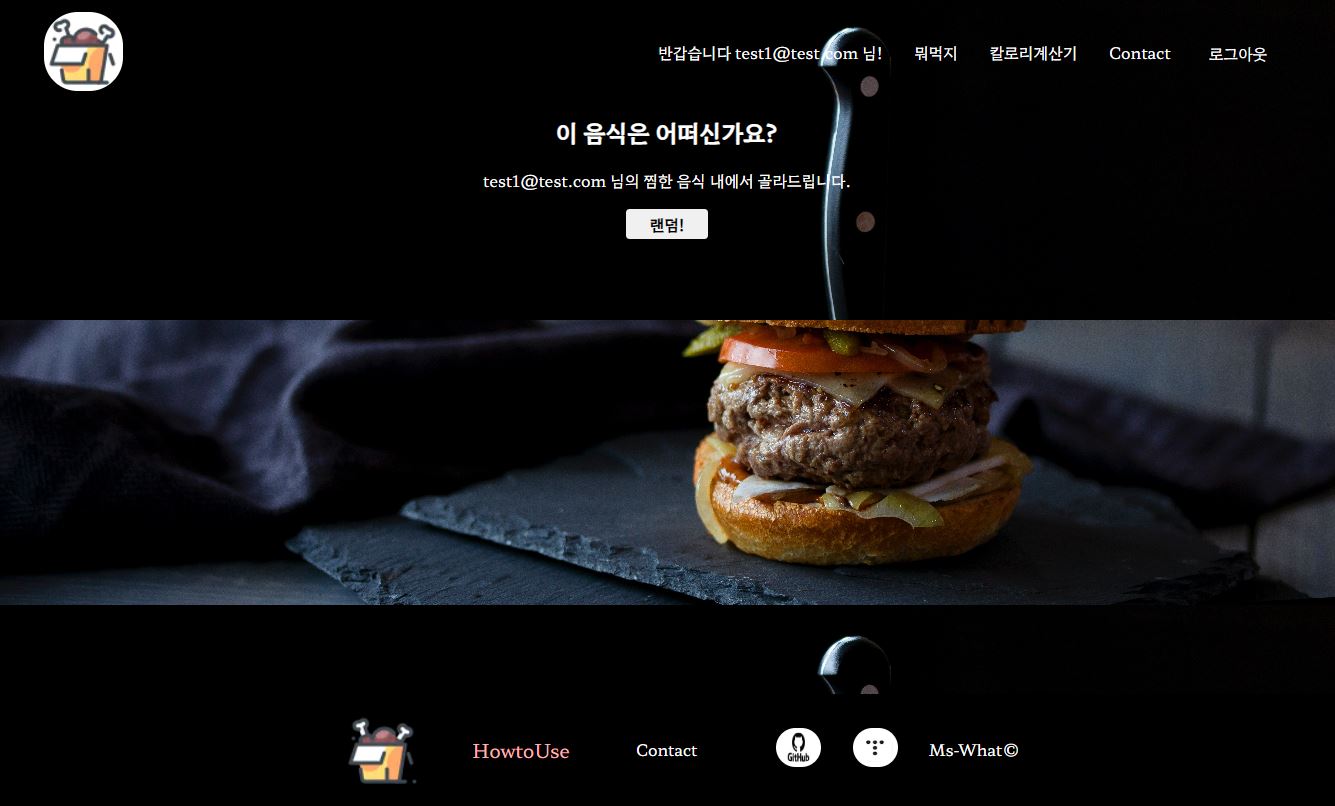 반갑습니다 test1@test.com 님! 뭐먹지 칼로리계산기 Contact 로그아웃
이 음식은 어떠신가요?
test1@test.com 님의 찜한 음식 내에서 골라드립니다.
랜덤!
HowtoUse Contact GitHub Ms-What©